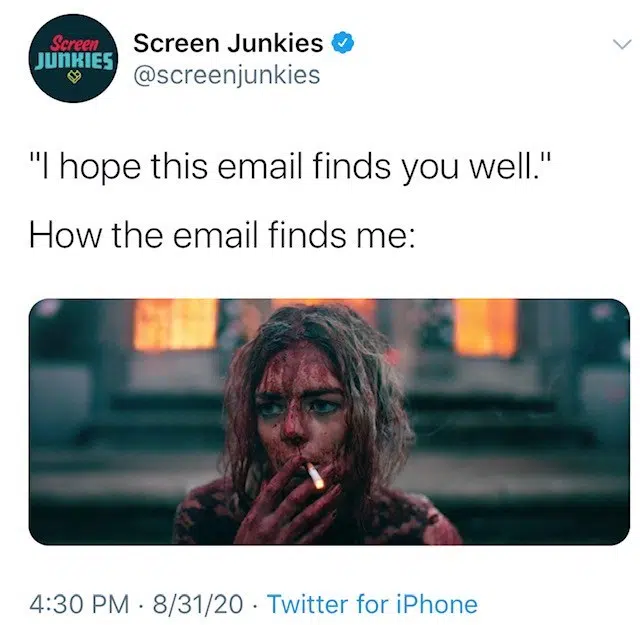 Screen
JUNKIES
Screen Junkies
@screenjunkies
"I hope this email finds you well."
How the email finds me:
4:30 PM · 8/31/20 · Twitter for iPhone